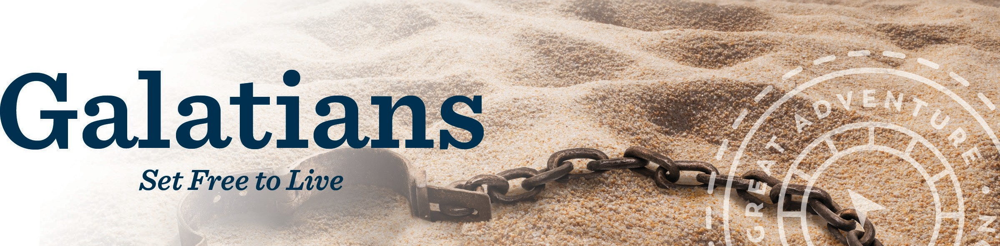 Galatians
Set Free to Live
GREAT ADVENTURE